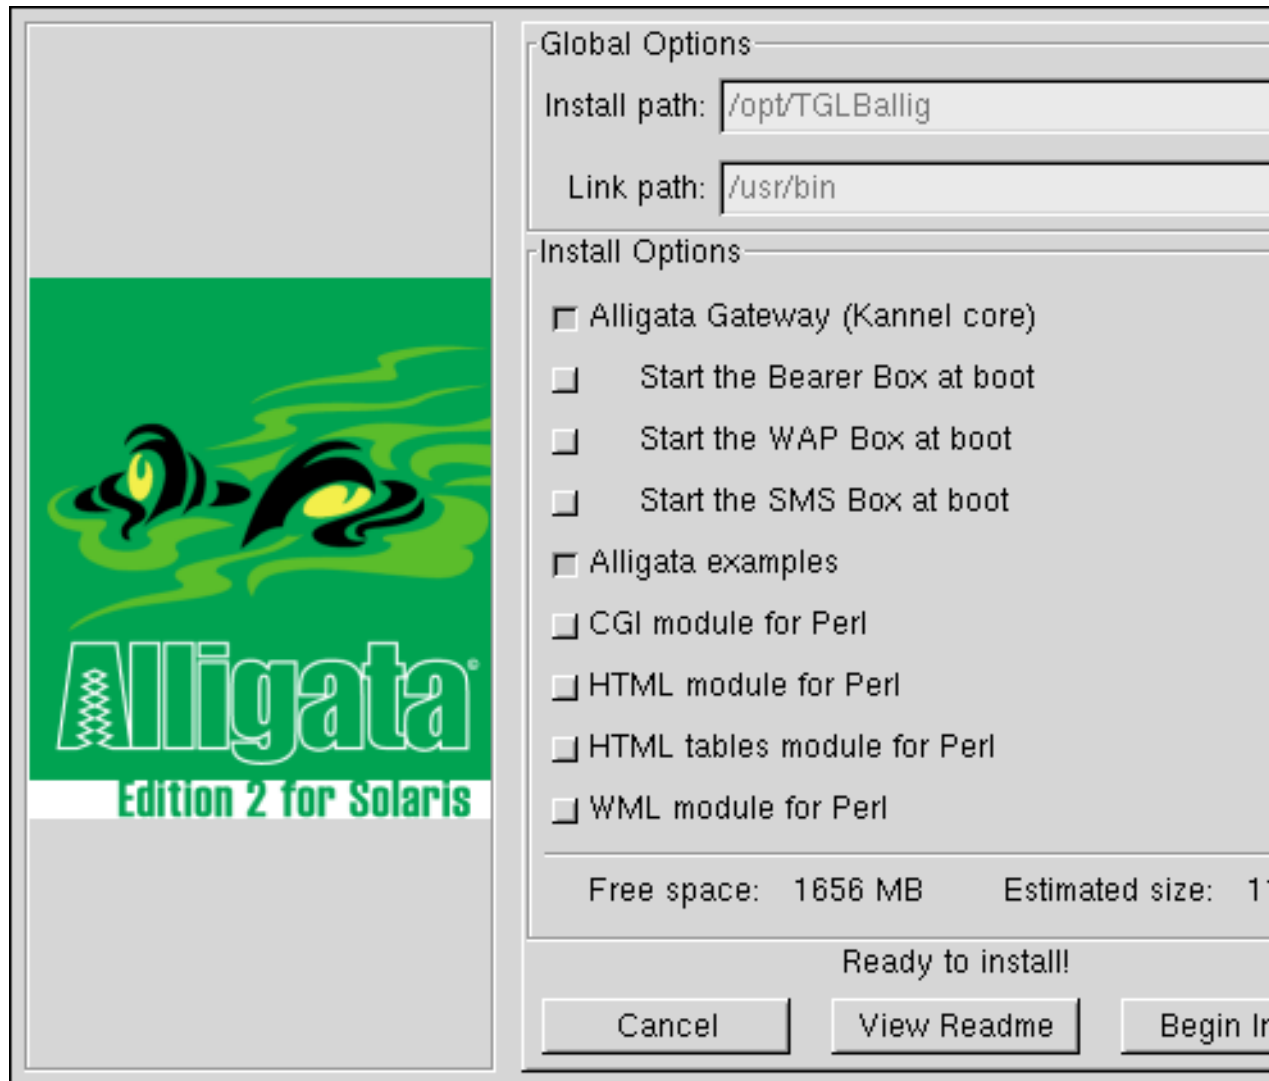 Global Options
Install path: /opt/TGLBallig
Link path: /usr/bin
Install Options
Alligata Gateway (Kannel core)
Start the Bearer Box at boot
Start the WAP Box at boot
Start the SMS Box at boot
Alligata examples
CGI module for Perl
HTML module for Perl
HTML tables module for Perl
WML module for Perl
Free space: 1656 MB Estimated size:
Ready to install!
Cancel View Readme Begin
Alligata©
Edition 2 for Solaris